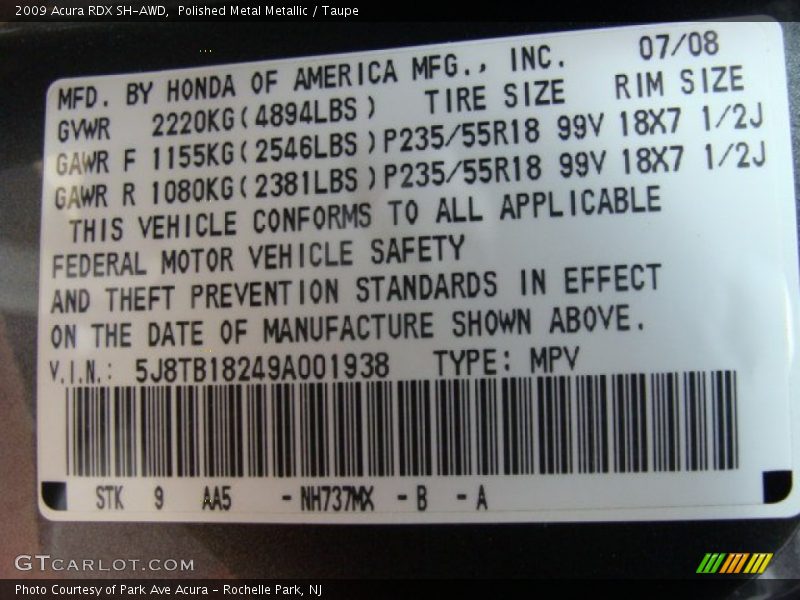 2009 Acura RDX SH-AWD, Polished Metal Metallic / Taupe
MFD. BY HONDA OF AMERICA MFG., INC. 07/08
GVWR 2220KG(4894LBS) TIRE SIZE RIM SIZE
GAWR F 1155KG(2546LBS)P235/55R18 99V 18X7 1/2J
GAWR R 1080KG(2381LBS)P235/55R18 99V 18X7 1/2J
THIS VEHICLE CONFORMS TO ALL APPLICABLE
FEDERAL MOTOR VEHICLE SAFETY
AND THEFT PREVENTION STANDARDS IN EFFECT
ON THE DATE OF MANUFACTURE SHOWN ABOVE.
V.I.N.: 5J8TB18249A001938 TYPE: MPV
STK 9 AA5 -NH737MX -B -A
GTCARLOT.COM
Photo Courtesy of Park Ave Acura - Rochelle Park, NJ